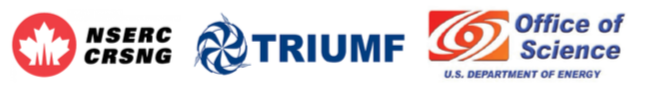 NSERC
CRSNG
TRIUMF
Office of
Science
U.S. DEPARTMENT OF ENERGY